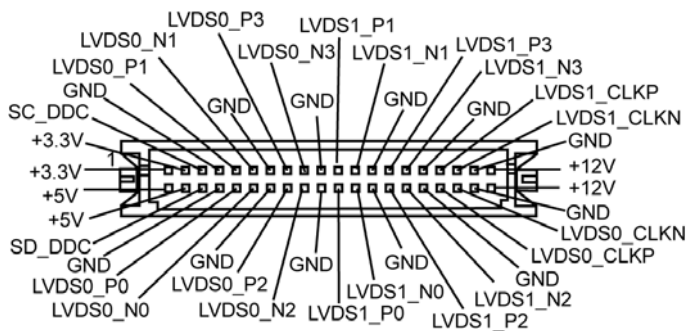 LVDS0_P3
LVDS1_P1
LVDS0_N1
LVDS0_N3
LVDS1_N1
LVDS1_P3
LVDS0_P1
LVDS1_N3
GND
GND
GND
GND
GND
LVDS1_CLKP
SC_DDC
LVDS1_CLKN
+3.3V
GND
1
+3.3V
+12V
+5V
+12V
+5V
GND
SD_DDC
LVDS0_CLKN
GND
GND
GND
GND
LVDS0_CLKP
LVDS0_P0
LVDS0_P2
LVDS1_N0
GND
LVDS0_N0
LVDS0_N2
LVDS1_P0
LVDS1_P2
LVDS1_N2